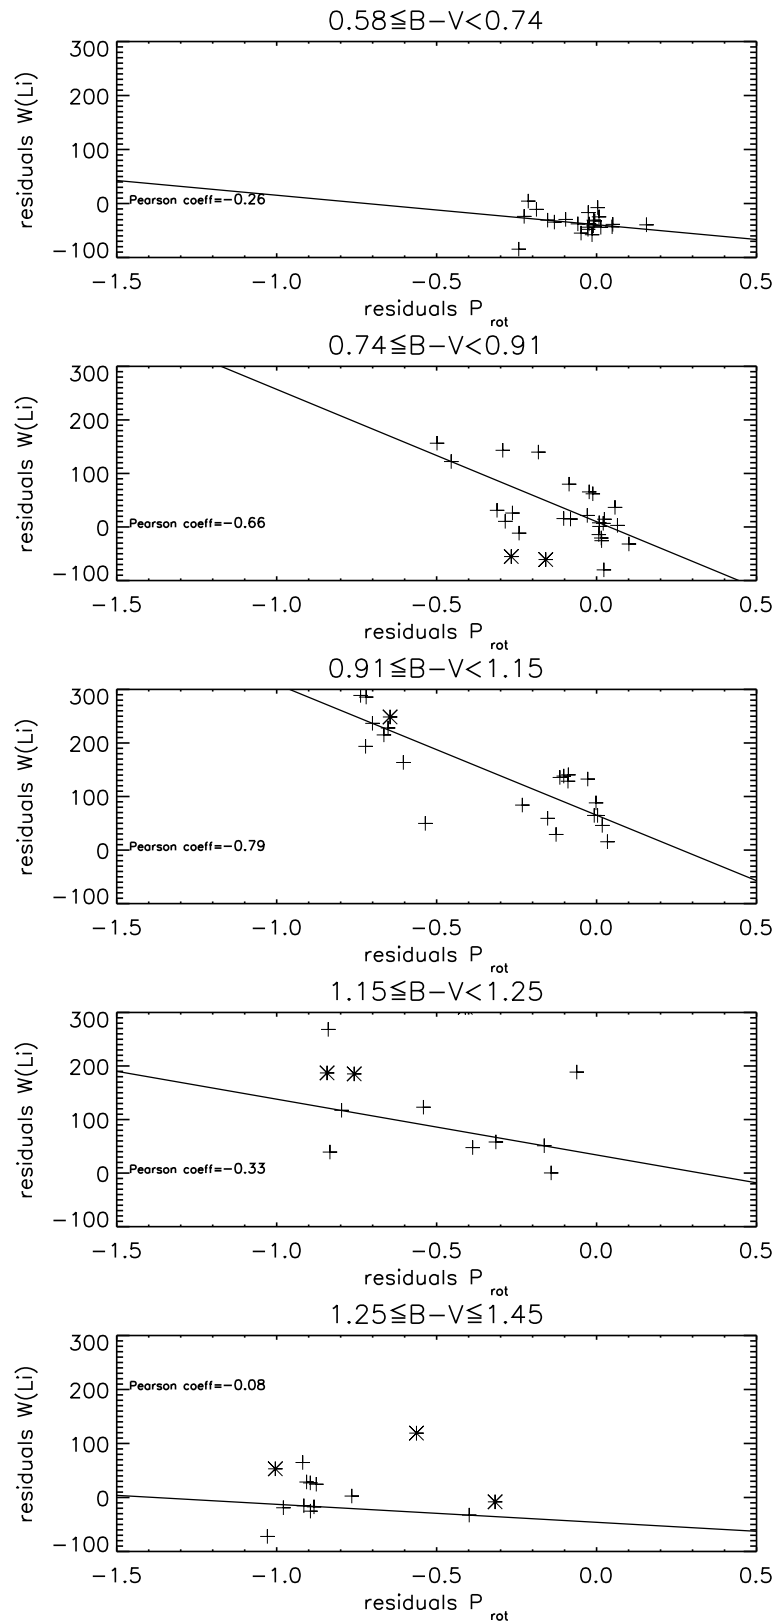 0.58≦B−V<0.74
residuals W(Li)
300
200
100
0
−100
Pearson coeff=−0.26
−1.5 −1.0 −0.5 0.0 0.5
residuals P rot
0.74≦B−V<0.91
residuals W(Li)
300
200
100
0
−100
Pearson coeff=−0.66
−1.5 −1.0 −0.5 0.0 0.5
residuals P rot
0.91≦B−V<1.15
residuals W(Li)
300
200
100
0
−100
Pearson coeff=−0.79
−1.5 −1.0 −0.5 0.0 0.5
residuals P rot
1.15≦B−V<1.25
residuals W(Li)
300
200
100
0
−100
Pearson coeff=−0.33
−1.5 −1.0 −0.5 0.0 0.5
residuals P rot
1.25≦B−V≦1.45
residuals W(Li)
300
200
100
0
−100
Pearson coeff=−0.08
−1.5 −1.0 −0.5 0.0 0.5
residuals P rot